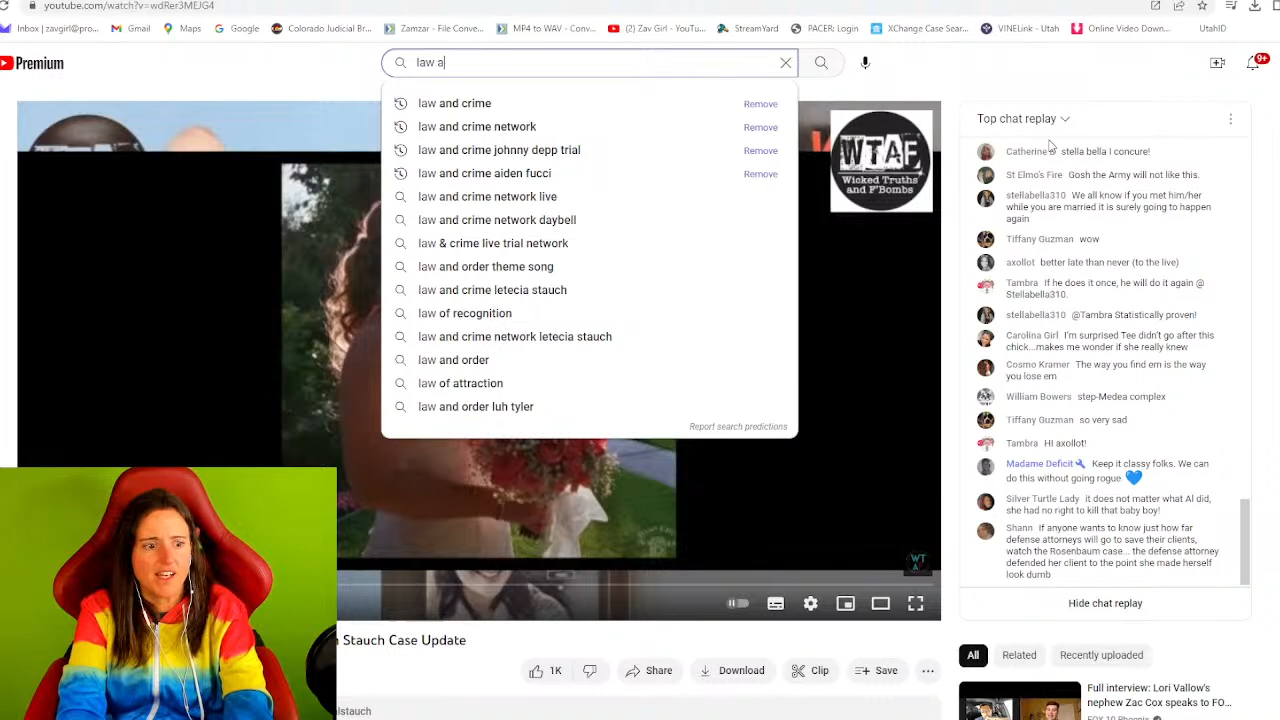 youtube.com/watch?v=wdRer3MEJG4
Inbox | zavgirl@pro...
Gmail
Maps
Google
Colorado Judicial Br...
Zamzar - File Conve...
MP4 to WAV - Conv...
(2) Zav Girl - YouTu...
StreamYard
PACER: Login
XChange Case Sear...
VINELink - Utah
Online Video Down...
UtahID
Premium
law a
9+
law and crime Remove
law and crime network Remove
law and crime johnny depp trial Remove
law and crime aiden fucci Remove
law and crime network live
law and crime network daybell
law & crime live trial network
law and order theme song
law and crime letecia stauch
law of recognition
law and crime network letecia stauch
law and order
law of attraction
law and order luh tyler
Report search predictions
WTAF
Wicked Truths
and F'Bombs
WT
Top chat replay
stella bella I concure!
St Elmo's Fire Gosh the Army will not like this.
stellabella310 We all know if you met him/her
while you are married it is surely going to happen
again
Tiffany Guzman wow
axollot better late than never (to the live)
Tambra If he does it once, he will do it again @
Stellabella310.
stellabella310 @Tambra Statistically proven!
Carolina Girl I'm surprised Tee didn't go after this
chick...makes me wonder if she really knew
Cosmo Kramer The way you find em is the way
you lose em
William Bowers step-Medea complex
Tiffany Guzman so very sad
Tambra HI axollot!
Madame Deficit Keep it classy folks. We can
do this without going rogue
Silver Turtle Lady it does not matter what Al did,
she had no right to kill that baby boy!
Shann If anyone wants to know just how far
defense attorneys will go to save their clients,
watch the Rosenbaum case... the defense attorney
defended her client to the point she made herself
look dumb
Hide chat replay
Stauch Case Update
1K
Share
Download
Clip
Save
alstauch
All
Related
Recently uploaded
Full interview: Lori Vallow's
nephew Zac Cox speaks to FO...
FOX 10 Phoenix